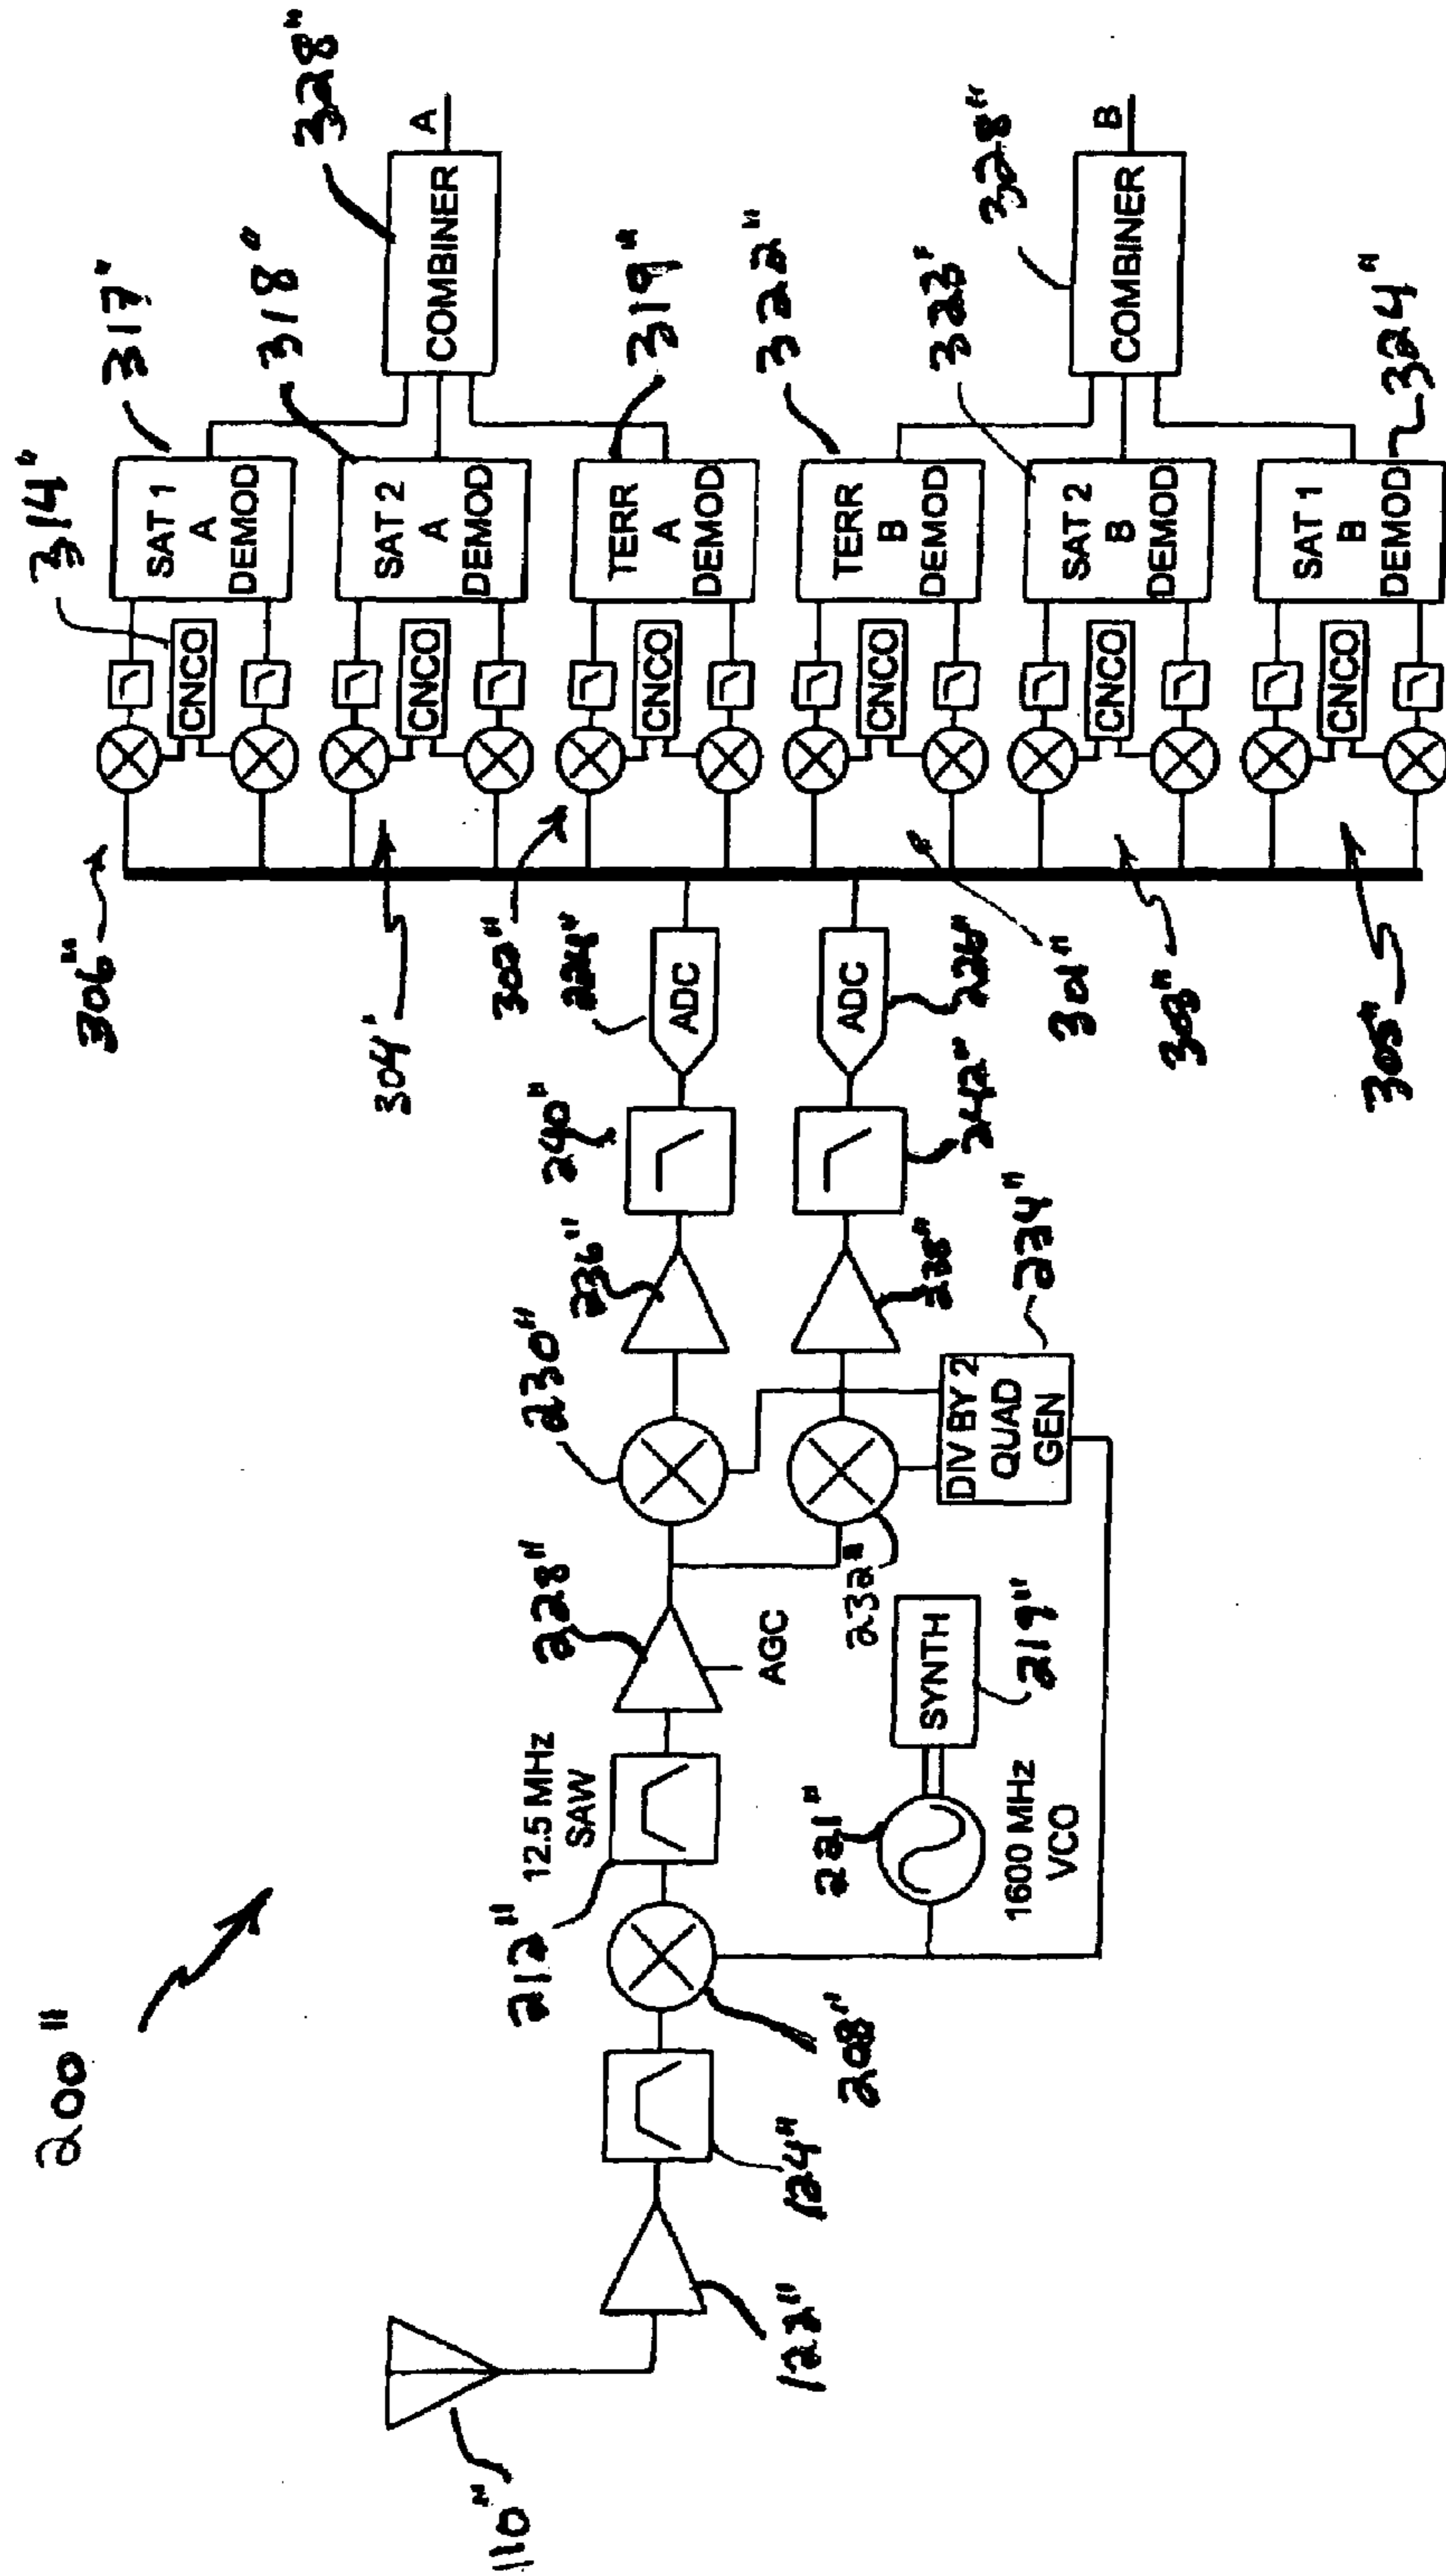 200"
110"
122"
124"
208"
212"
12.5 MHz
SAW
228"
AGC
221"
1600 MHz
VCO
SYNTH
219"
230"
232"
DIV BY 2
QUAD
GEN
234"
236"
238"
240"
242"
ADC
224"
ADC
226"
306"
304"
302"
301"
303"
305"
314"
CNCO
CNCO
CNCO
CNCO
CNCO
CNCO
SAT 1
A
DEMOD
317"
SAT 2
A
DEMOD
318"
TERR
A
DEMOD
319"
TERR
B
DEMOD
322"
SAT 2
B
DEMOD
323"
SAT 1
B
DEMOD
324"
COMBINER
328"
A
COMBINER
328"
B